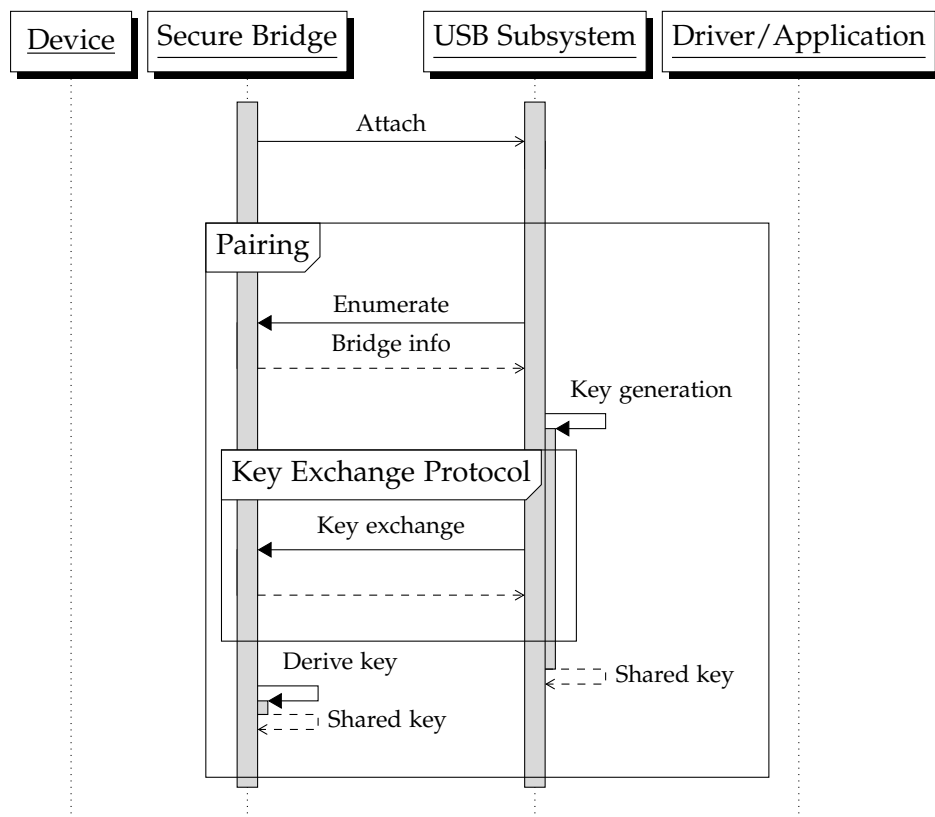 Device
Secure Bridge
USB Subsystem
Driver/Application
Attach
Pairing
Enumerate
Bridge info
Key generation
Key Exchange Protocol
Key exchange
Derive key
Shared key
Shared key